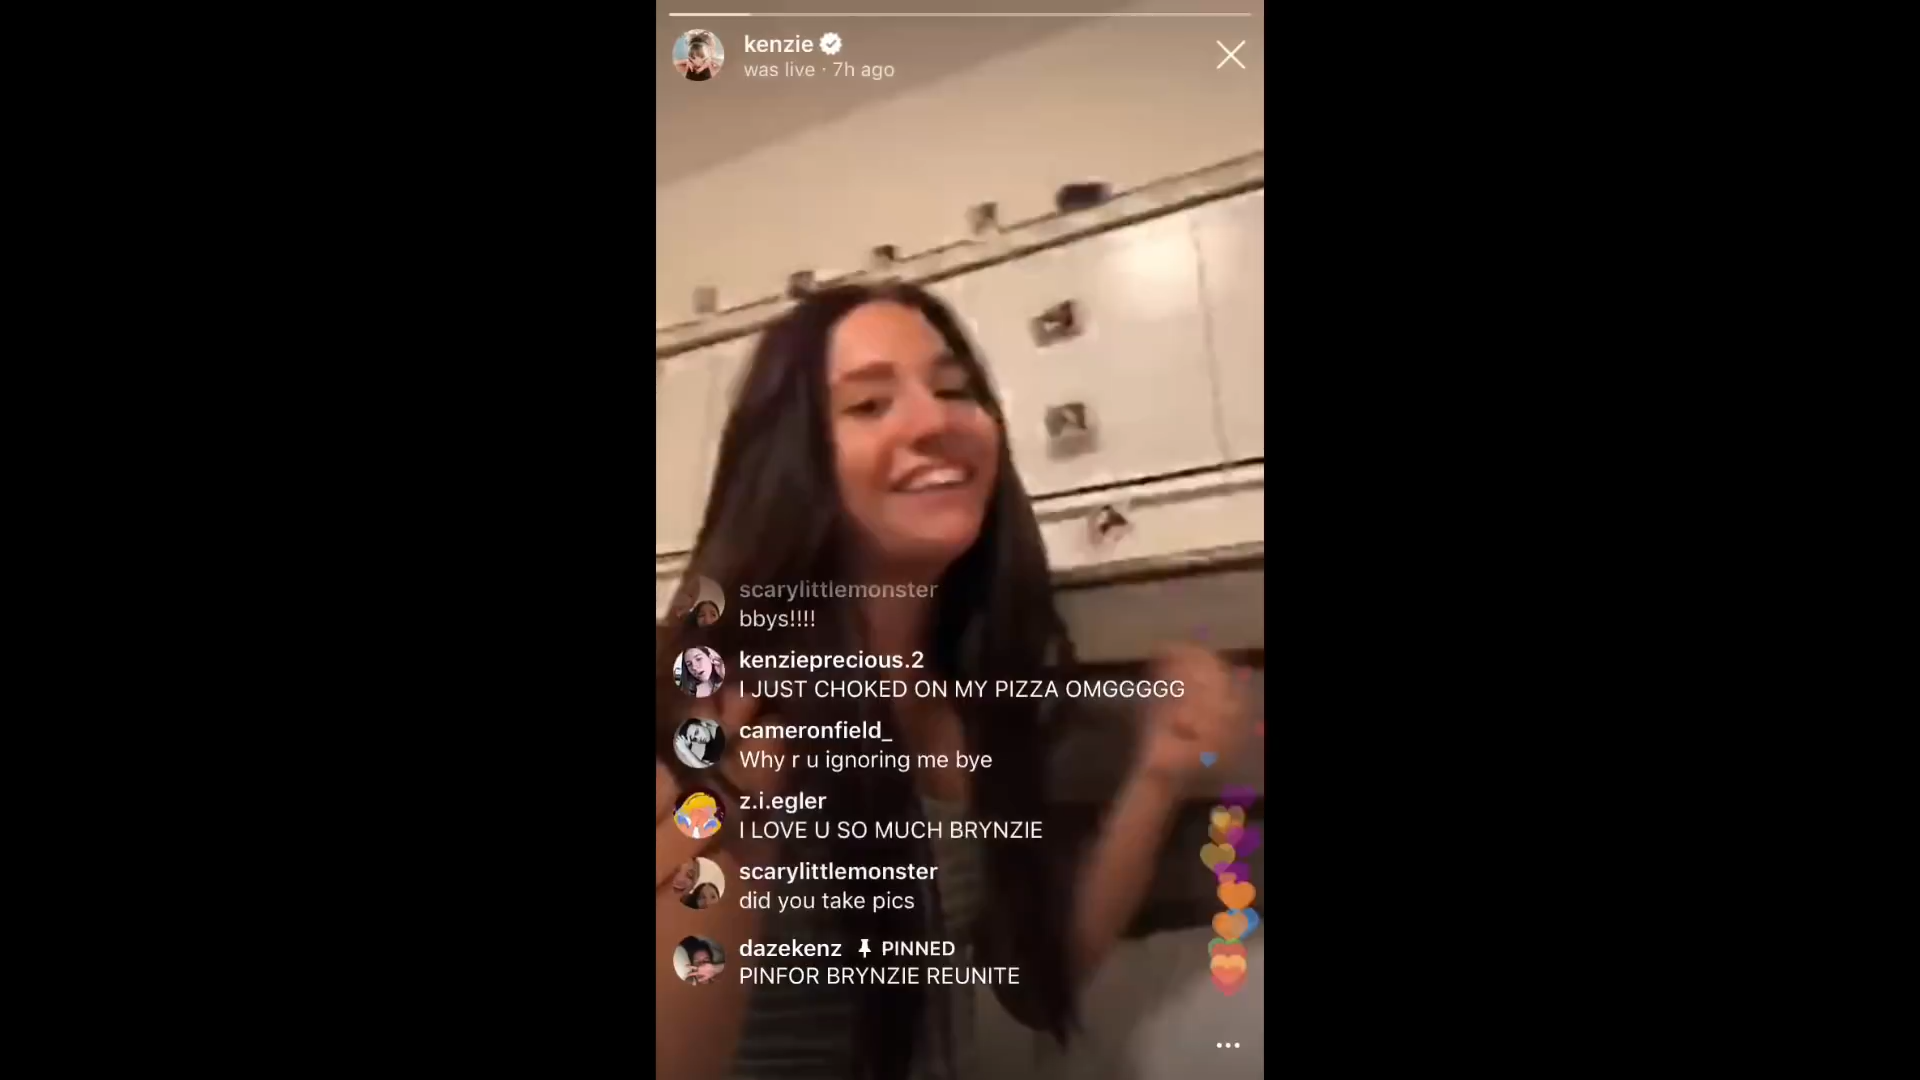 kenzie
was live · 7h ago
scarylittlemonster
bbys!!!!
kenzieprecious.2
I JUST CHOKED ON MY PIZZA OMGGGGG
cameronfield_
Why r u ignoring me bye
z.i.egler
I LOVE U SO MUCH BRYNZIE
scarylittlemonster
did you take pics
dazekenz PINNED
PINFOR BRYNZIE REUNITE